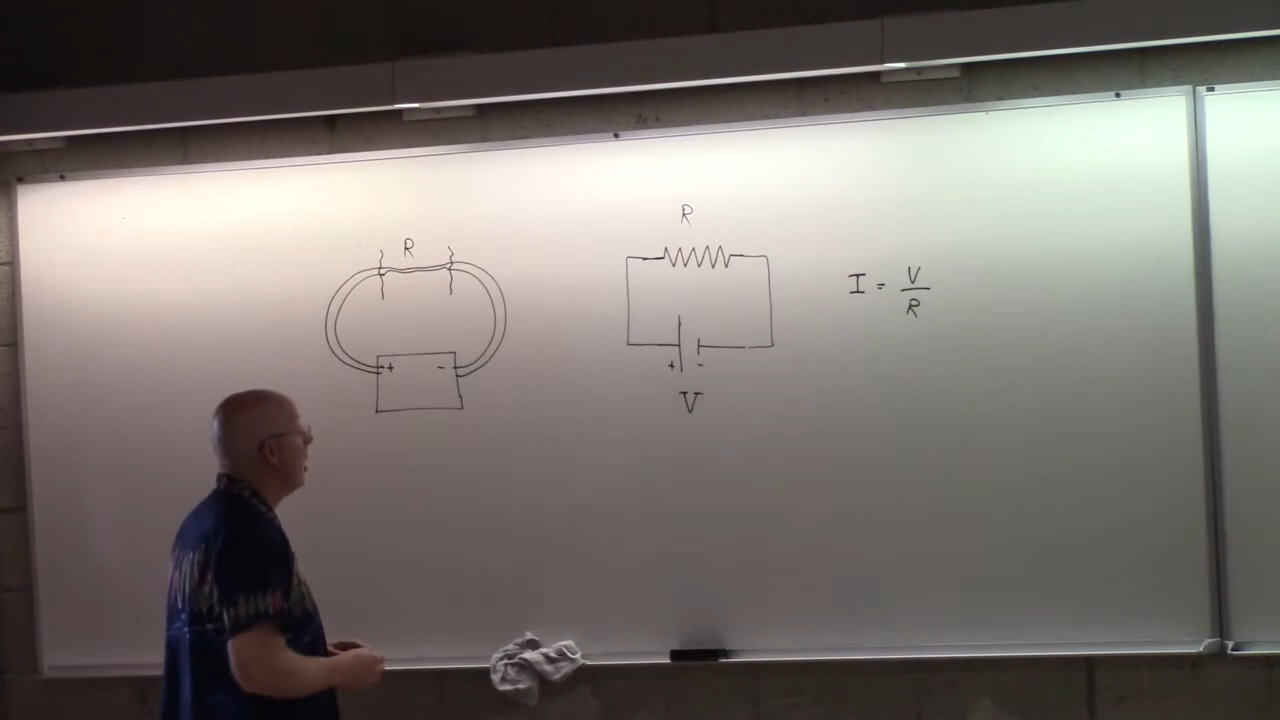 R
+ -
R
+ -
V
I = V/R